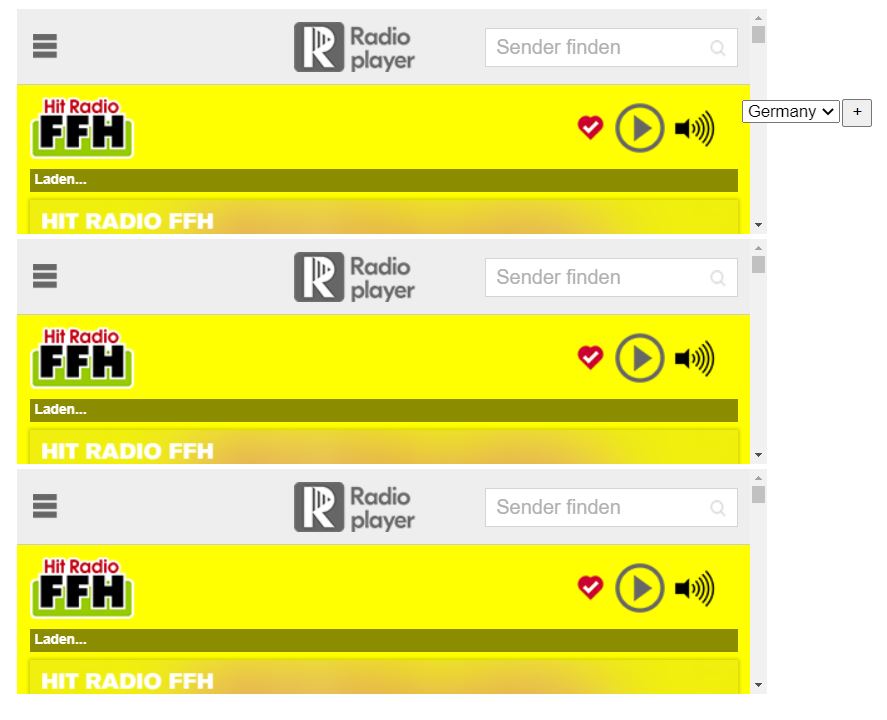 Radio
player
Sender finden
Hit Radio
FFH
Germany
+
Laden...
HIT RADIO FFH
Radio
player
Sender finden
Hit Radio
FFH
Laden...
HIT RADIO FFH
Radio
player
Sender finden
Hit Radio
FFH
Laden...
HIT RADIO FFH